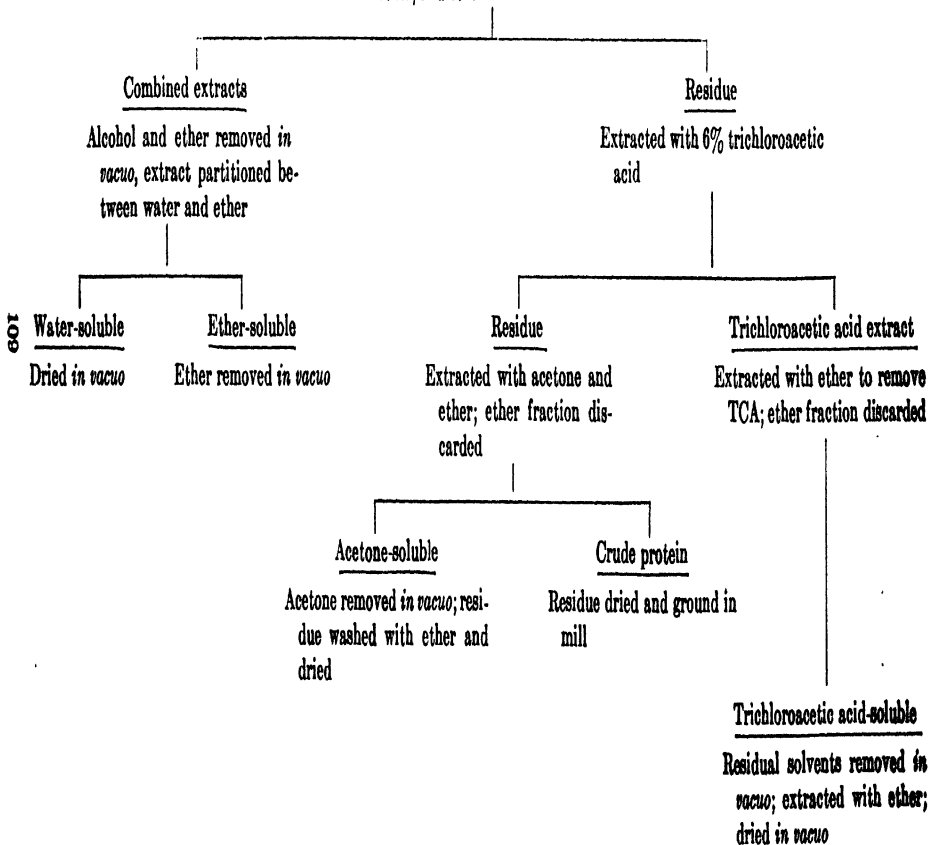 Combined extracts
Alcohol and ether removed in
vacuo, extract partitioned be-
tween water and ether
Residue
Extracted with 6% trichloroacetic
acid
109
Water-soluble
Dried in vacuo
Ether-soluble
Ether removed in vacuo
Residue
Extracted with acetone and
ether; ether fraction dis-
carded
Trichloroacetic acid extract
Extracted with ether to remove
TCA; ether fraction discarded
Acetone-soluble
Acetone removed in vacuo; resi-
due washed with ether and
dried
Crude protein
Residue dried and ground in
mill
Trichloroacetic acid-soluble
Residual solvents removed in
vacuo; extracted with ether;
dried in vacuo